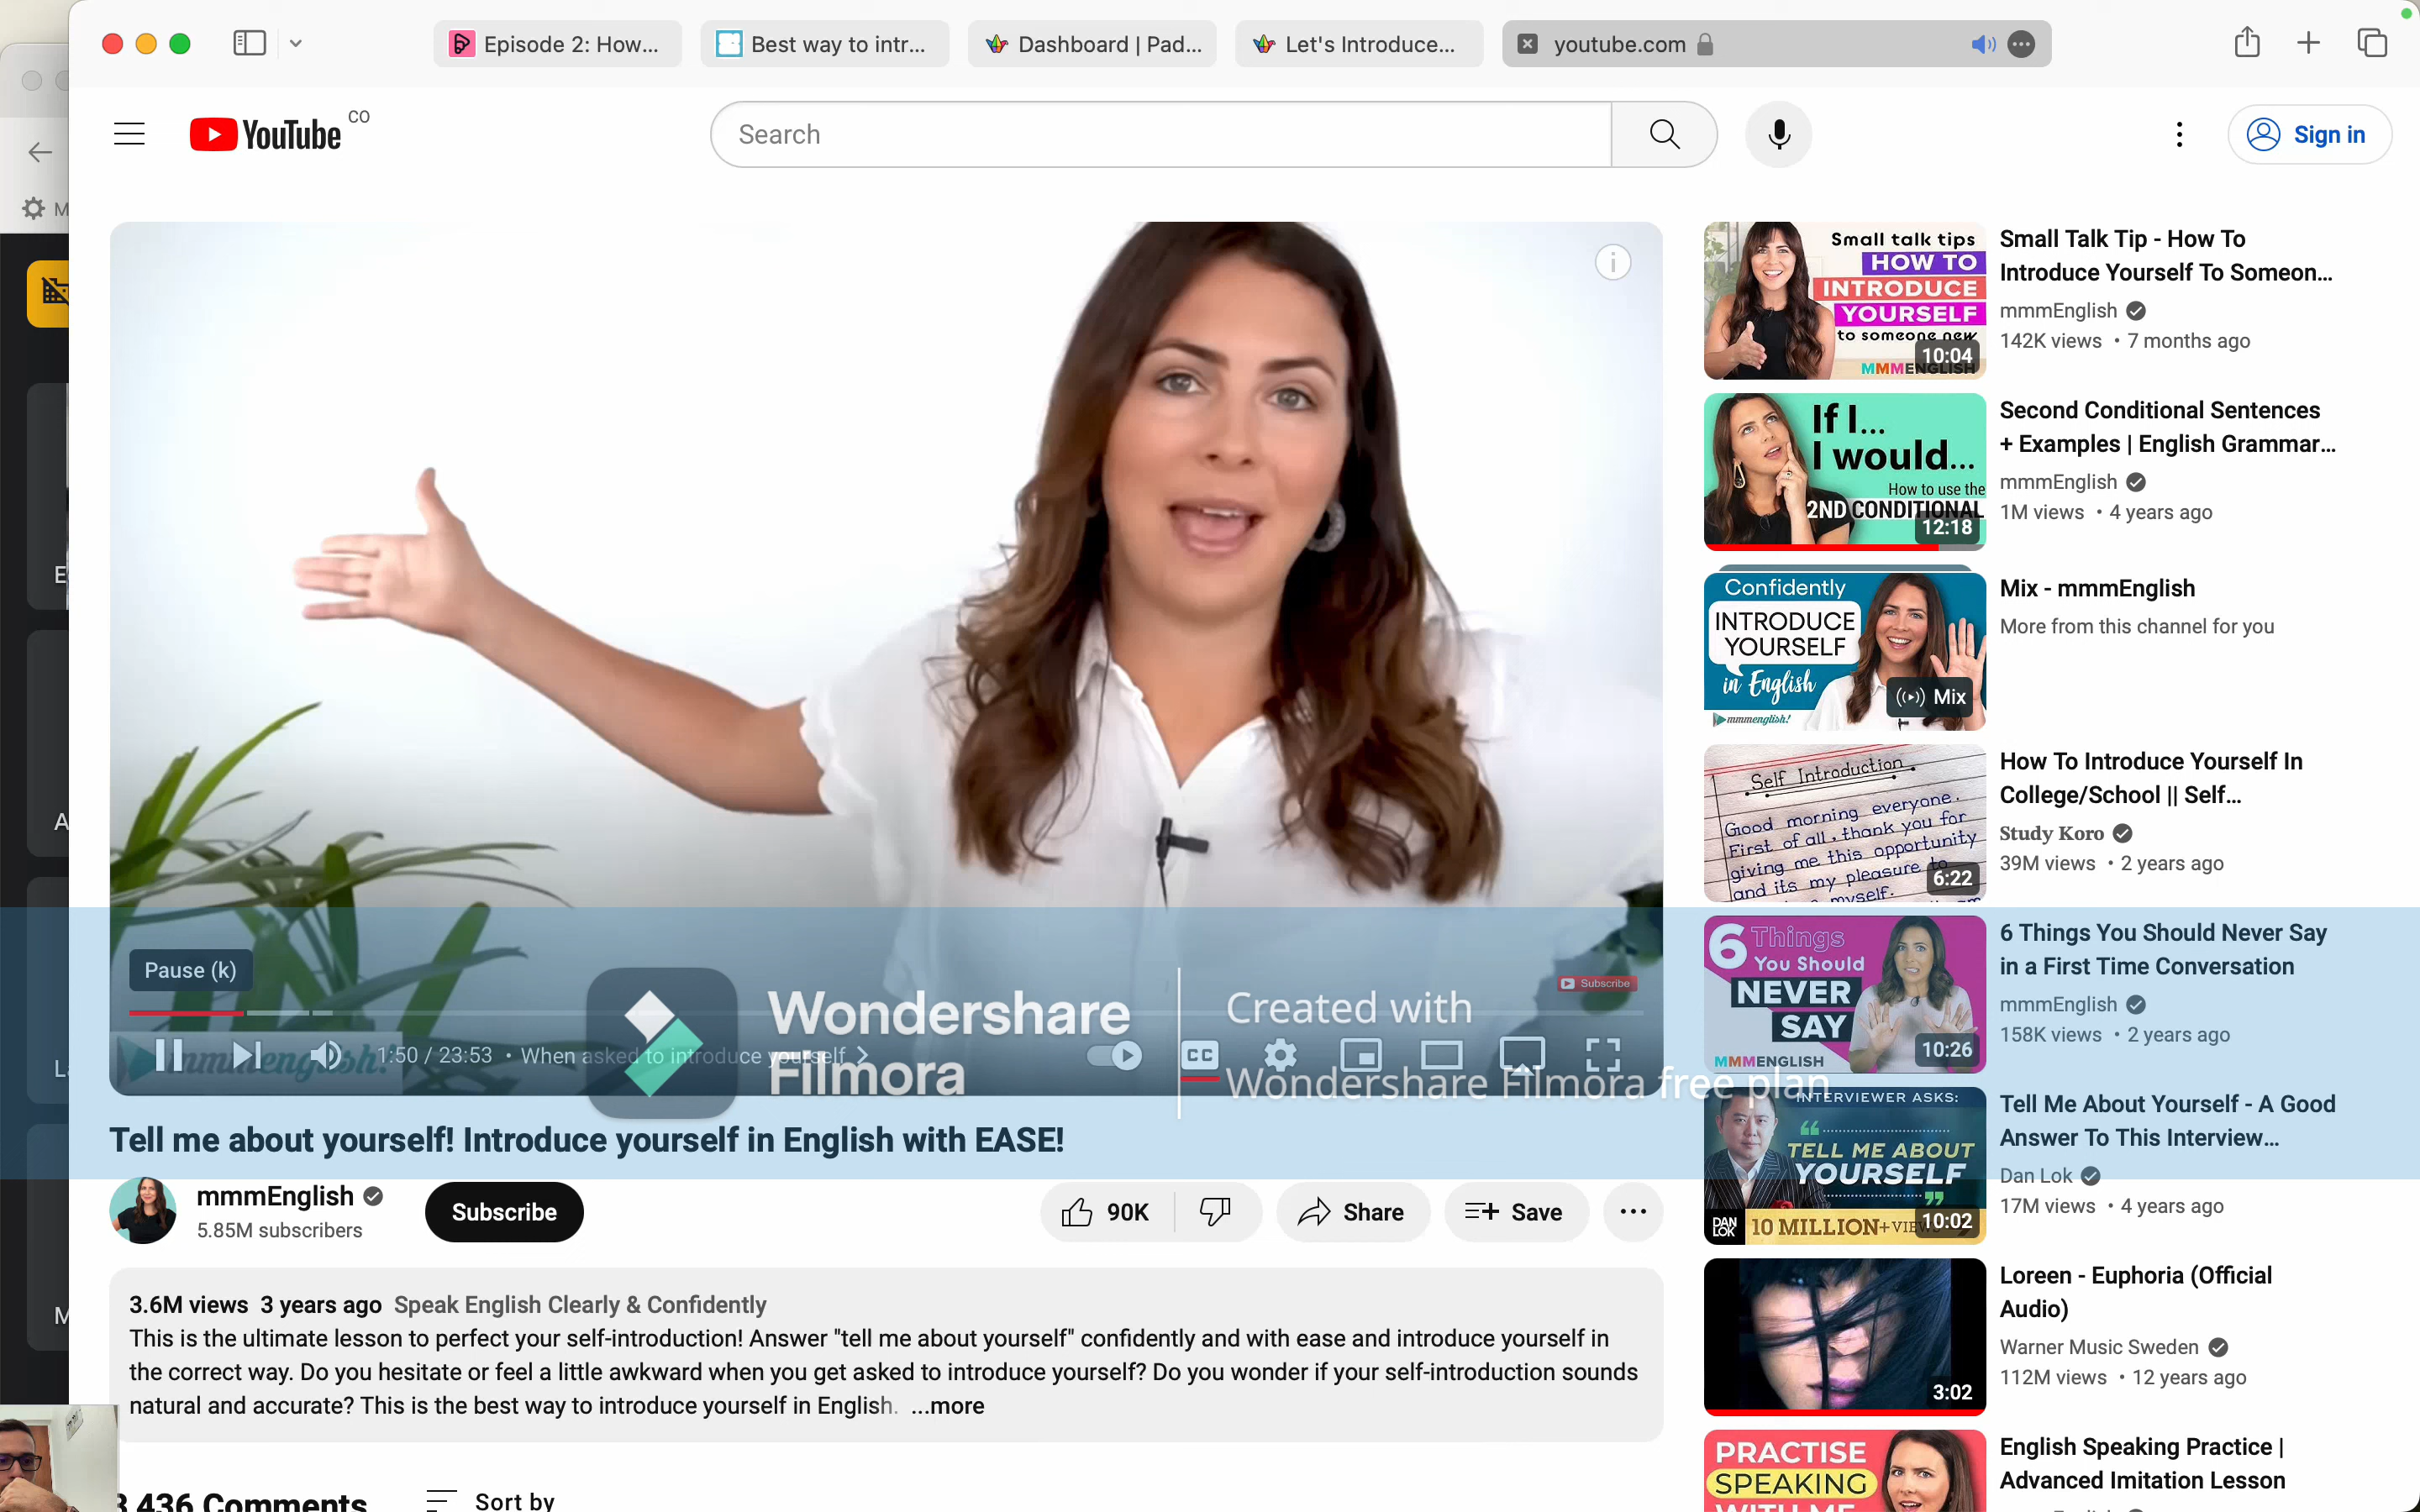 Episode 2: How...
Best way to intr...
Dashboard | Pad...
Let's Introduce...
youtube.com
YouTube CO
Search
Sign in
Pause (k)
Subscribe
1:50 / 23:53 • When asked to introduce yourself
CC
mmmenglish!
Wondershare
Filmora
Created with
Wondershare Filmora free plan
Tell me about yourself! Introduce yourself in English with EASE!
mmmEnglish
5.85M subscribers
Subscribe
90K
Share
Save
3.6M views 3 years ago Speak English Clearly & Confidently
This is the ultimate lesson to perfect your self-introduction! Answer "tell me about yourself" confidently and with ease and introduce yourself in
the correct way. Do you hesitate or feel a little awkward when you get asked to introduce yourself? Do you wonder if your self-introduction sounds
natural and accurate? This is the best way to introduce yourself in English. ...more
3,436 Comments
Sort by
Small talk tips
HOW TO
INTRODUCE
YOURSELF
to someone new
MMMENGLISH
10:04
Small Talk Tip - How To
Introduce Yourself To Someon...
mmmEnglish
142K views • 7 months ago
If I...
I would...
How to use the
2ND CONDITIONAL
12:18
Second Conditional Sentences
+ Examples | English Grammar...
mmmEnglish
1M views • 4 years ago
Confidently
INTRODUCE
YOURSELF
in English
mmmenglish!
Mix
Mix - mmmEnglish
More from this channel for you
Self Introduction
Good morning everyone.
First of all, thank you for
giving me this opportunity
and its my pleasure to
myself.
6:22
How To Introduce Yourself In
College/School || Self...
Study Koro
39M views • 2 years ago
6 Things
You Should
NEVER
SAY
MMMENGLISH
10:26
6 Things You Should Never Say
in a First Time Conversation
mmmEnglish
158K views • 2 years ago
INTERVIEWER ASKS:
"TELL ME ABOUT
YOURSELF"
DAN
LOK
10 MILLION+
10:02
Tell Me About Yourself - A Good
Answer To This Interview...
Dan Lok
17M views • 4 years ago
3:02
Loreen - Euphoria (Official
Audio)
Warner Music Sweden
112M views • 12 years ago
PRACTISE
SPEAKING
WITH ME
English Speaking Practice |
Advanced Imitation Lesson